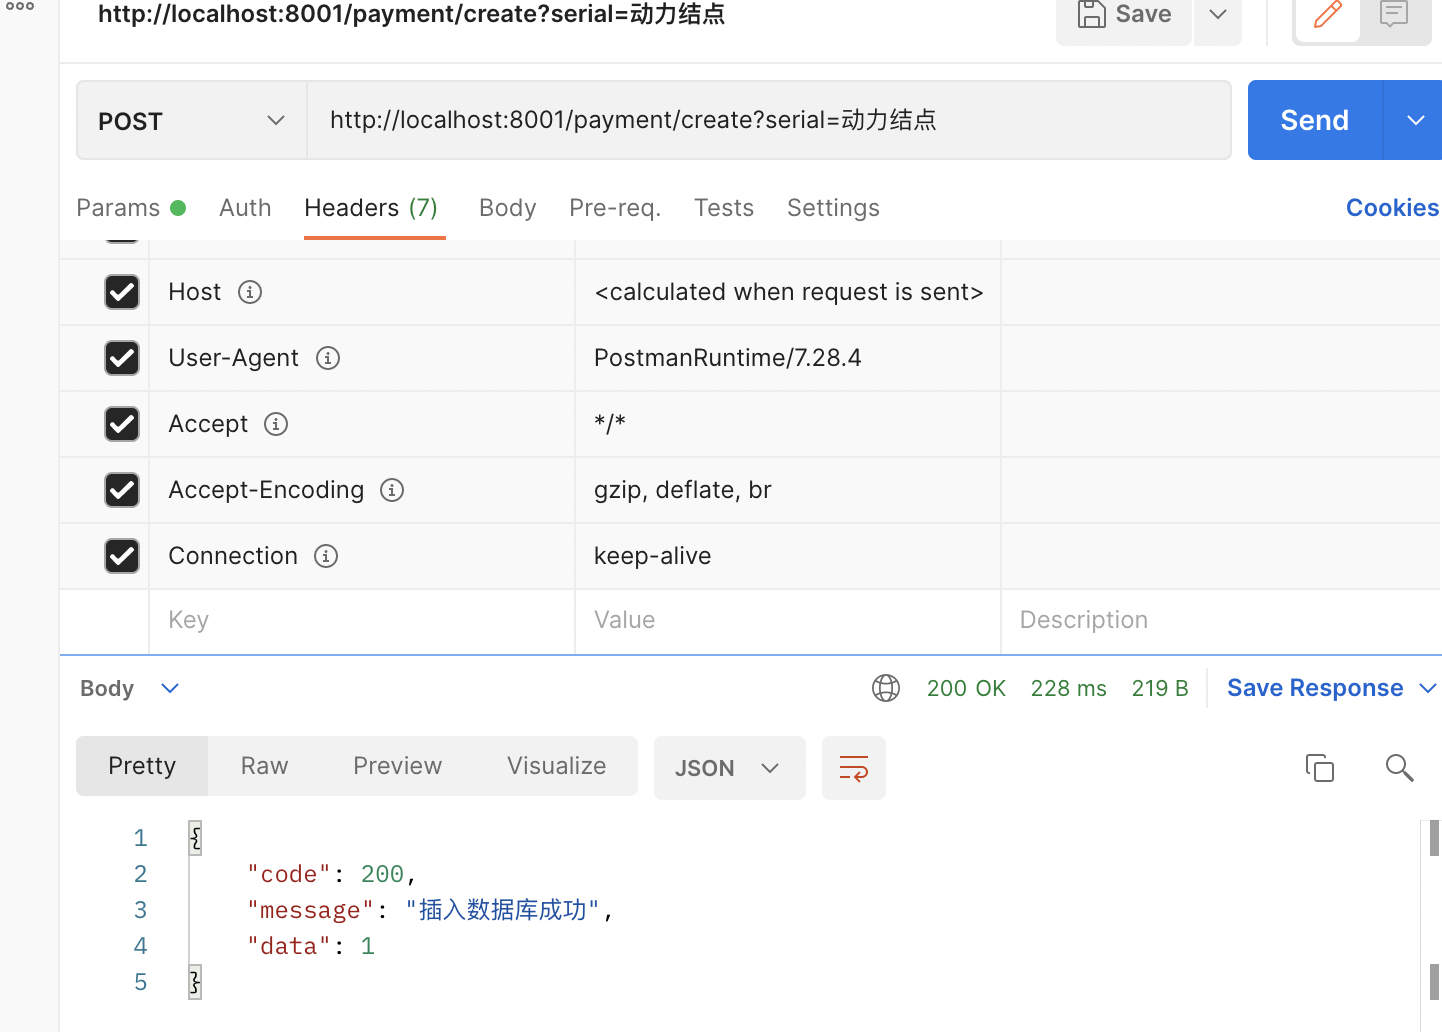 http://localhost:8001/payment/create?serial=动力结点 Save
POST http://localhost:8001/payment/create?serial=动力结点 Send
Params Auth Headers (7) Body Pre-req. Tests Settings Cookies
Host <calculated when request is sent>
User-Agent PostmanRuntime/7.28.4
Accept */*
Accept-Encoding gzip, deflate, br
Connection keep-alive
Key Value Description
Body 200 OK 228 ms 219 B Save Response
Pretty Raw Preview Visualize JSON
1 {
2 "code": 200,
3 "message": "插入数据库成功",
4 "data": 1
5 }